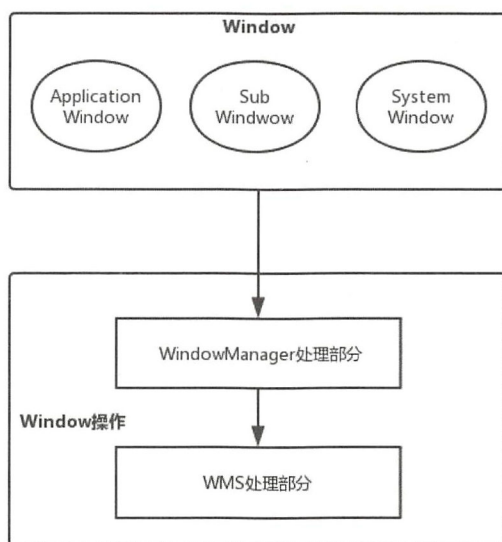 Window
Application
Window
Sub
Windwow
System
Window
WindowManager处理部分
Window操作
WMS处理部分